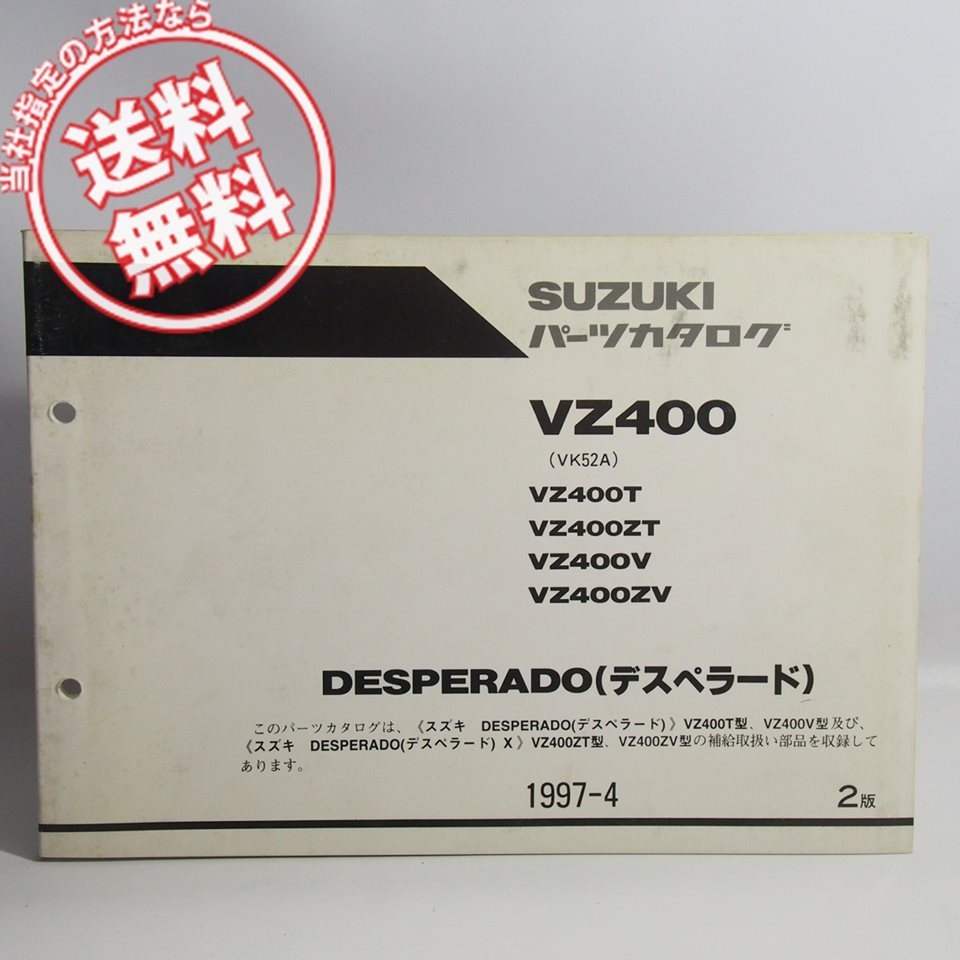 当社指定の方法なら
送料
無料
SUZUKI
パーツカタログ
VZ400
(VK52A)
VZ400T
VZ400ZT
VZ400V
VZ400ZV
DESPERADO(デスペラード)
このパーツカタログは、《スズキ DESPERADO(デスペラード)》VZ400T型、VZ400V型及び、
《スズキ DESPERADO(デスペラード) X》VZ400ZT型、VZ400ZV型の補給取扱い部品を収録して
あります。
1997-4 2版